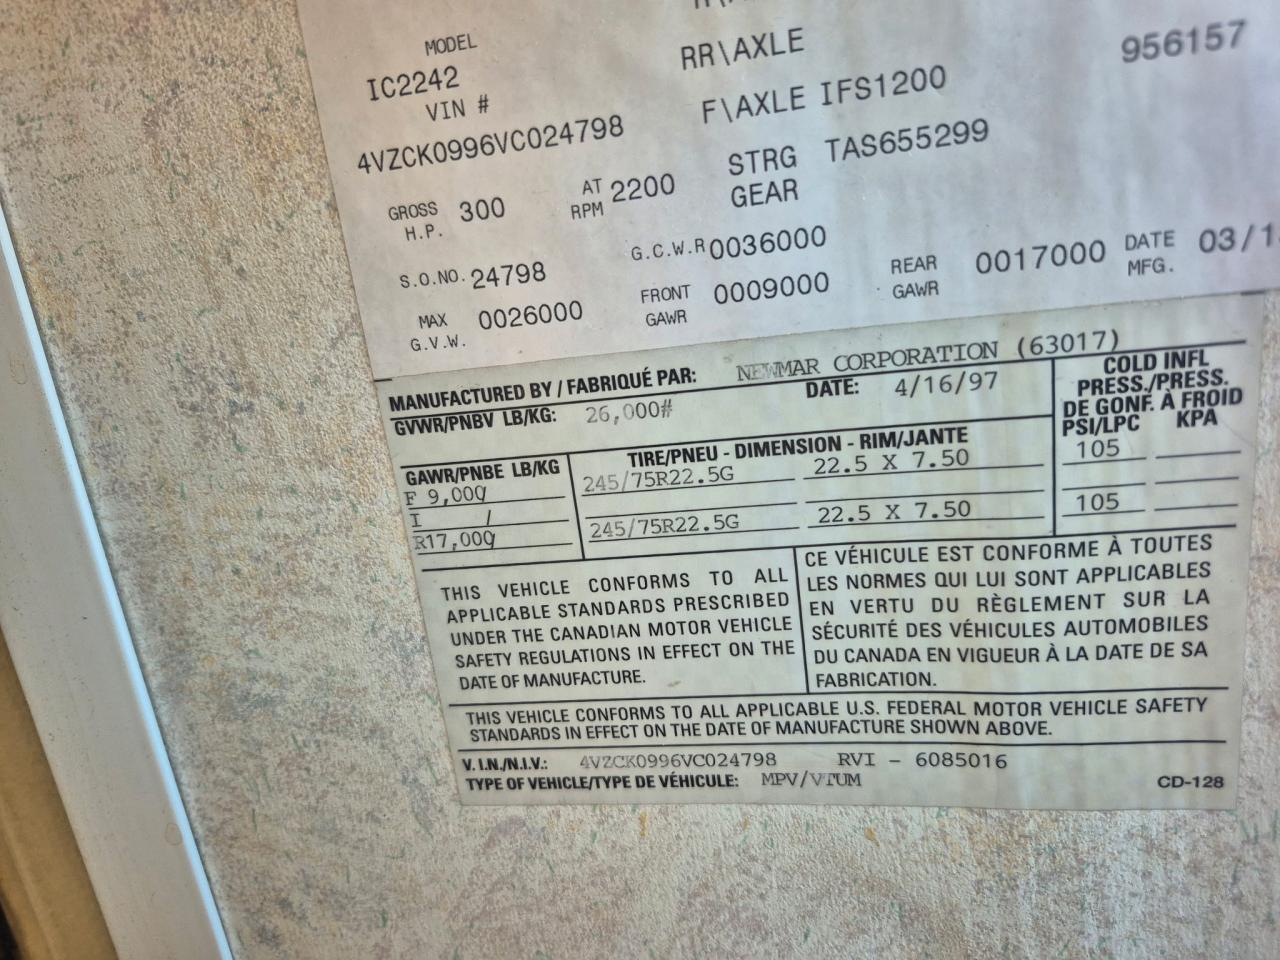 MODEL
IC2242
RR\AXLE
956157
VIN #
4VZCK0996VC024798
F\AXLE IFS1200
GROSS H.P. 300 AT RPM 2200
STRG GEAR TAS655299
S.O.NO. 24798 G.C.W.R 0036000
MAX G.V.W. 0026000 FRONT GAWR 0009000 REAR GAWR 0017000 DATE MFG. 03/1
MANUFACTURED BY / FABRIQUÉ PAR: NEWMAR CORPORATION (63017)
GVWR/PNBV LB/KG: 26,000# DATE: 4/16/97
COLD INFL
PRESS./PRESS.
DE GONF. À FROID
PSI/LPC KPA
GAWR/PNBE LB/KG TIRE/PNEU - DIMENSION - RIM/JANTE
F 9,000 245/75R22.5G 22.5 X 7.50 105
I /
R17,000 245/75R22.5G 22.5 X 7.50 105
THIS VEHICLE CONFORMS TO ALL
APPLICABLE STANDARDS PRESCRIBED
UNDER THE CANADIAN MOTOR VEHICLE
SAFETY REGULATIONS IN EFFECT ON THE
DATE OF MANUFACTURE.
CE VÉHICULE EST CONFORME À TOUTES
LES NORMES QUI LUI SONT APPLICABLES
EN VERTU DU RÈGLEMENT SUR LA
SÉCURITÉ DES VÉHICULES AUTOMOBILES
DU CANADA EN VIGUEUR À LA DATE DE SA
FABRICATION.
THIS VEHICLE CONFORMS TO ALL APPLICABLE U.S. FEDERAL MOTOR VEHICLE SAFETY
STANDARDS IN EFFECT ON THE DATE OF MANUFACTURE SHOWN ABOVE.
V.I.N./N.I.V.: 4VZCK0996VC024798 RVI - 6085016
TYPE OF VEHICLE/TYPE DE VÉHICULE: MPV/VTUM CD-128